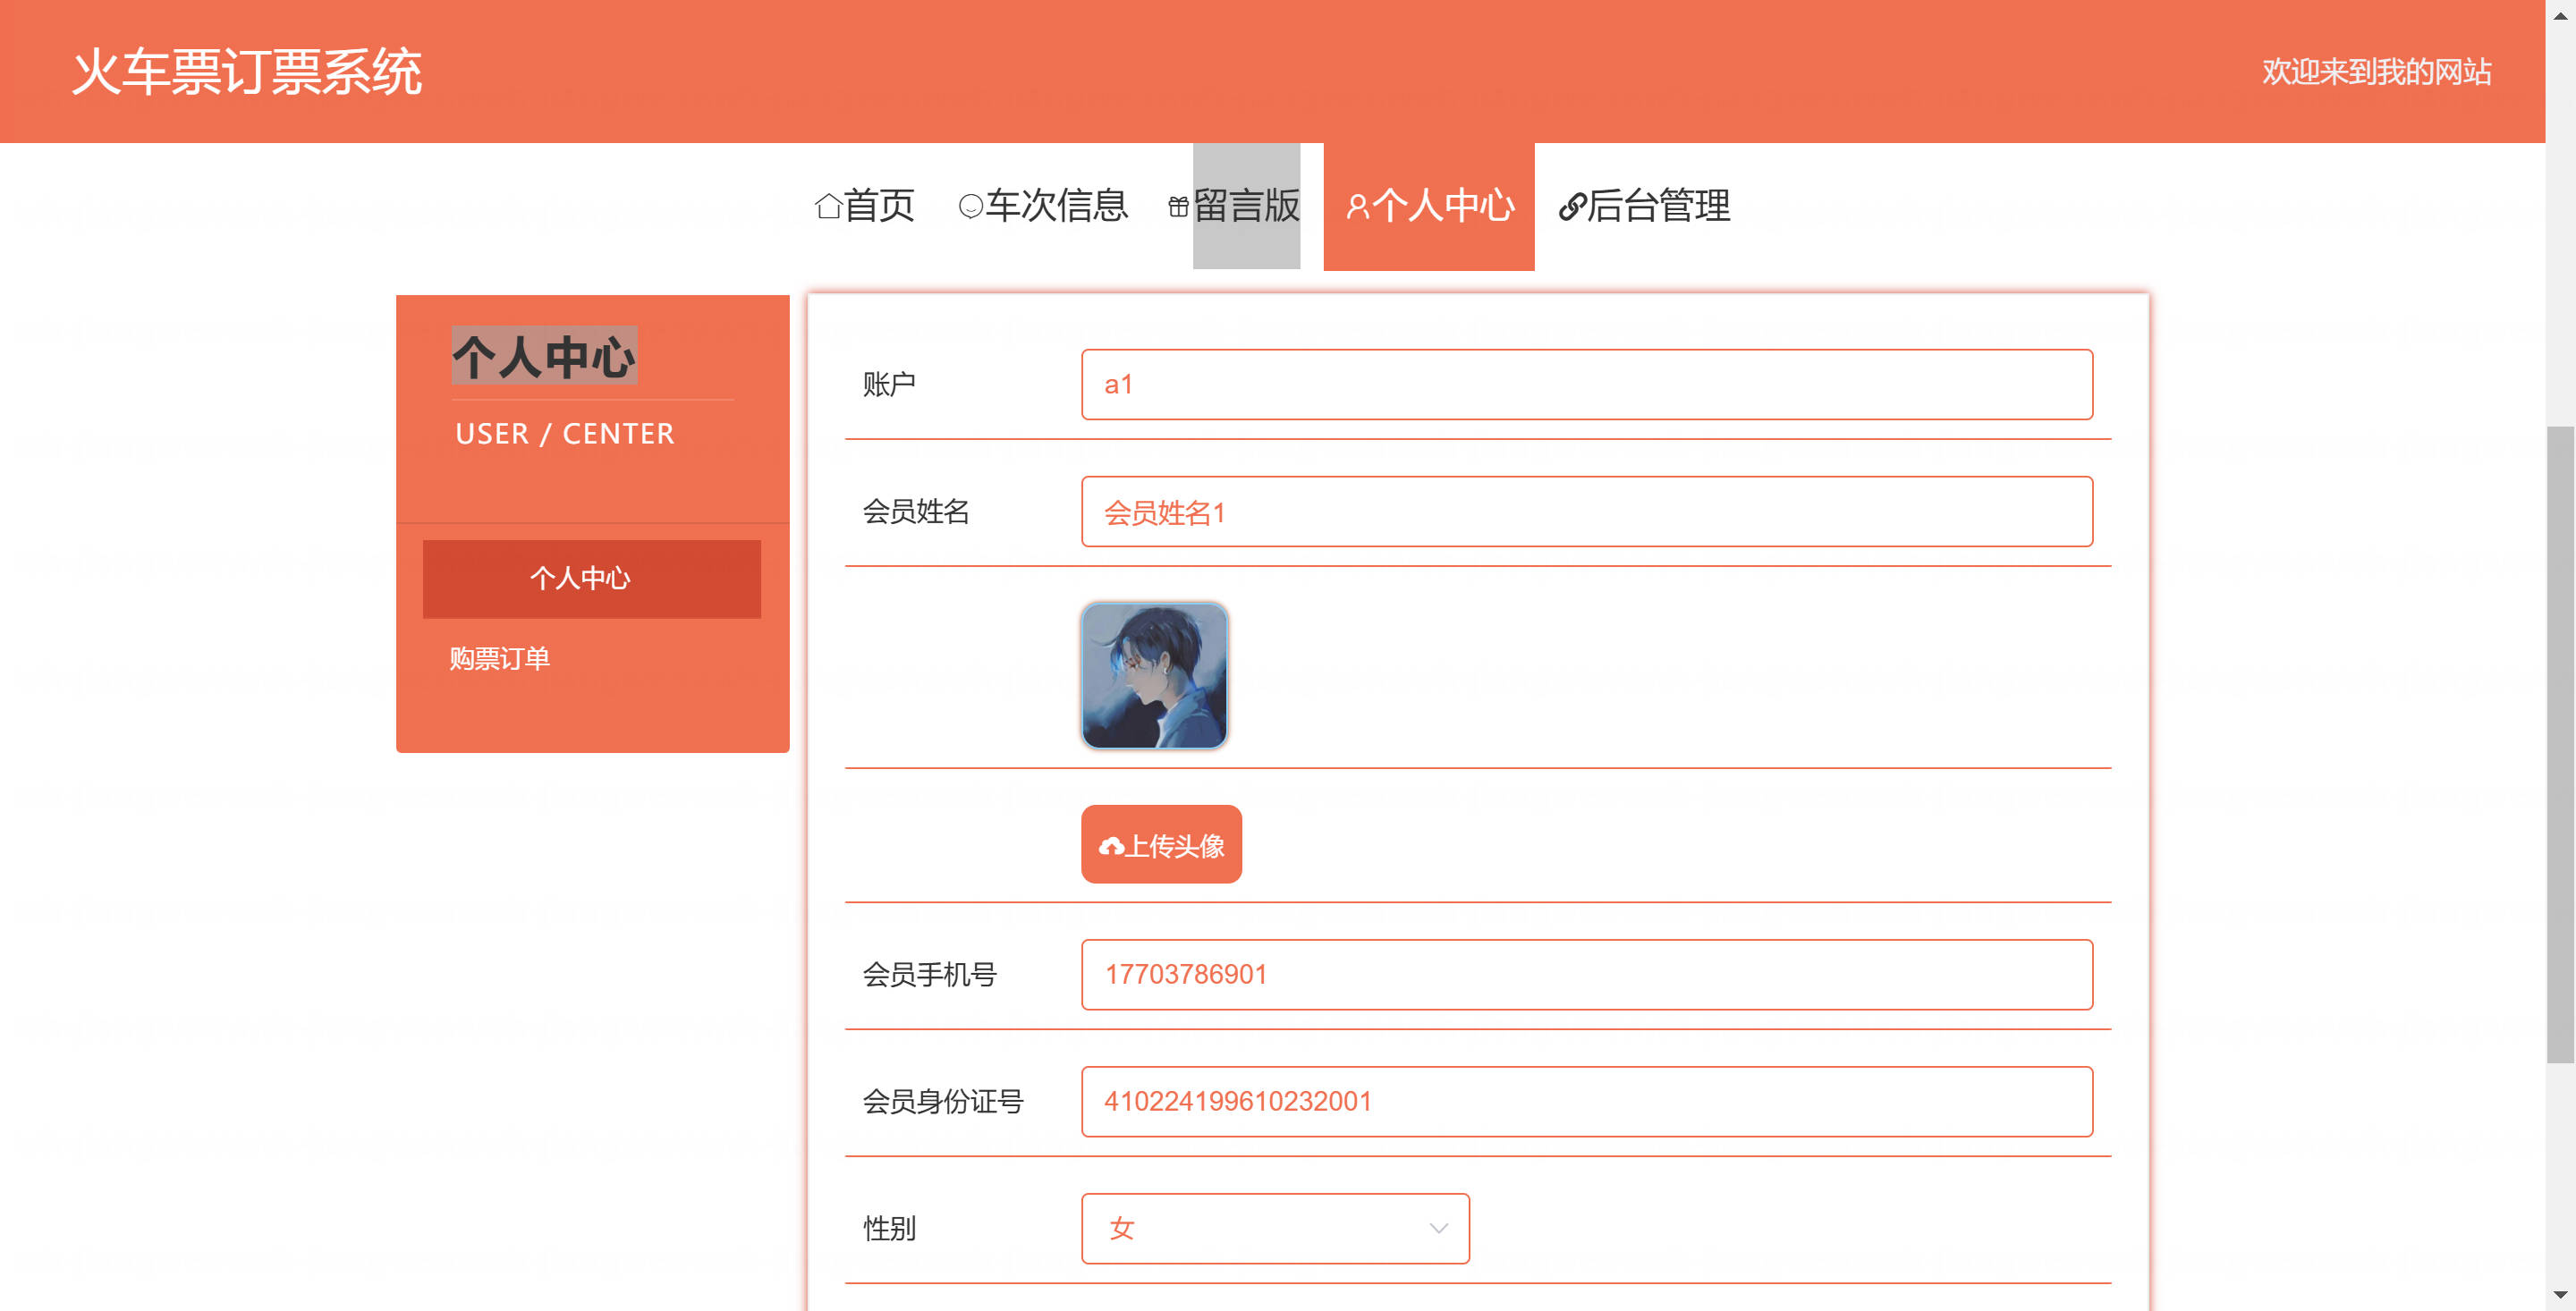 火车票订票系统
欢迎来到我的网站
首页 车次信息 留言版 个人中心 后台管理
个人中心
USER / CENTER
个人中心
购票订单
账户 a1
会员姓名 会员姓名1
上传头像
会员手机号 17703786901
会员身份证号 410224199610232001
性别 女